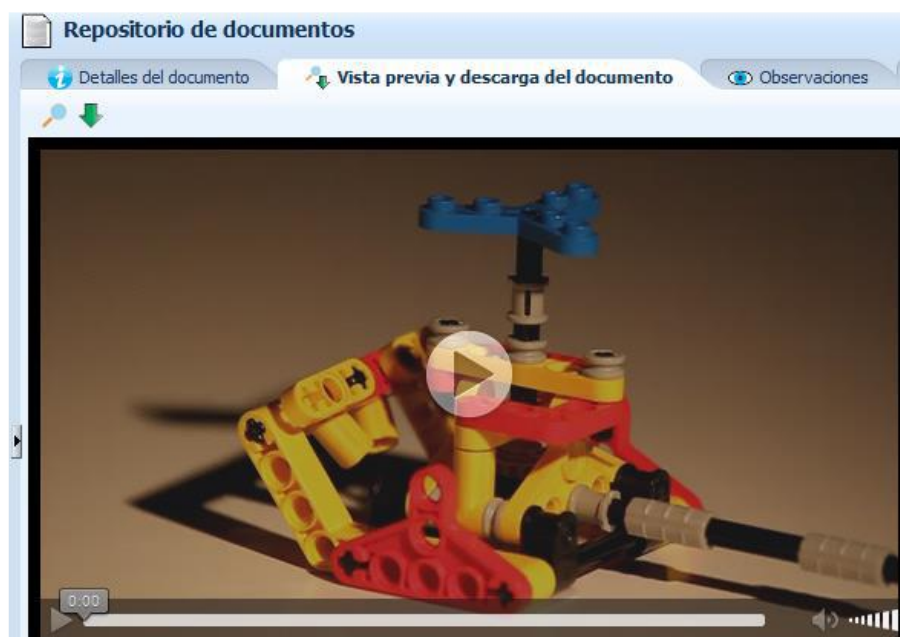 Repositorio de documentos
Detalles del documento
Vista previa y descarga del documento
Observaciones
0:00